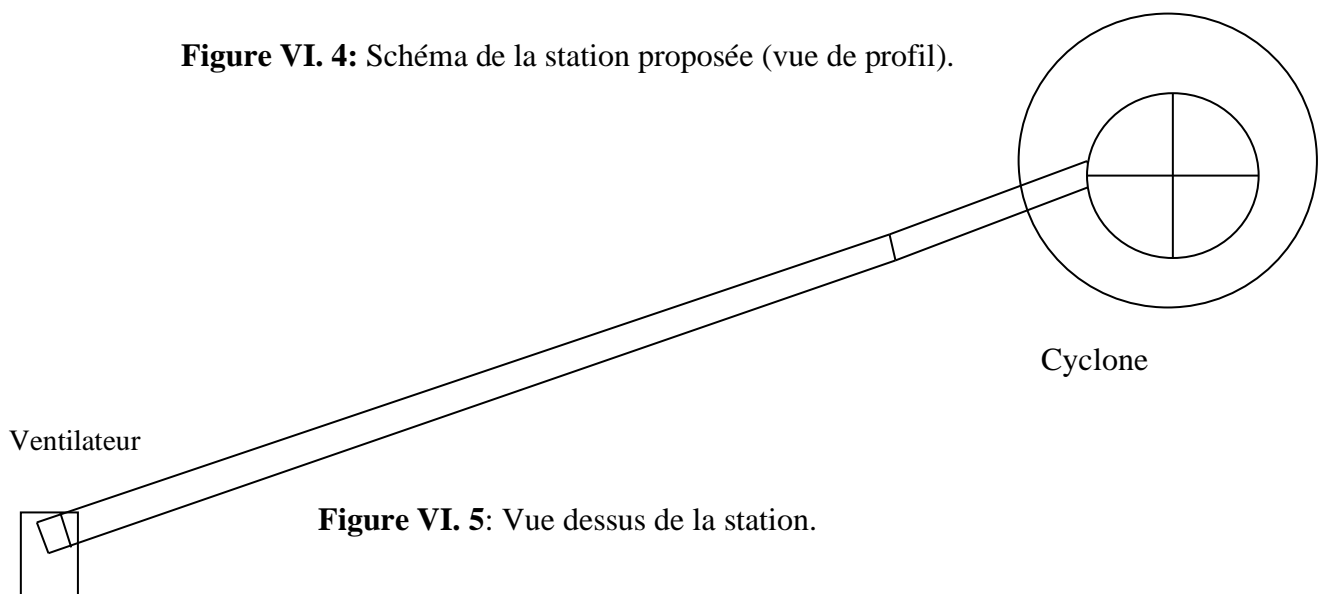 Figure VI. 4: Schéma de la station proposée (vue de profil).
Cyclone
Ventilateur
Figure VI. 5: Vue dessus de la station.